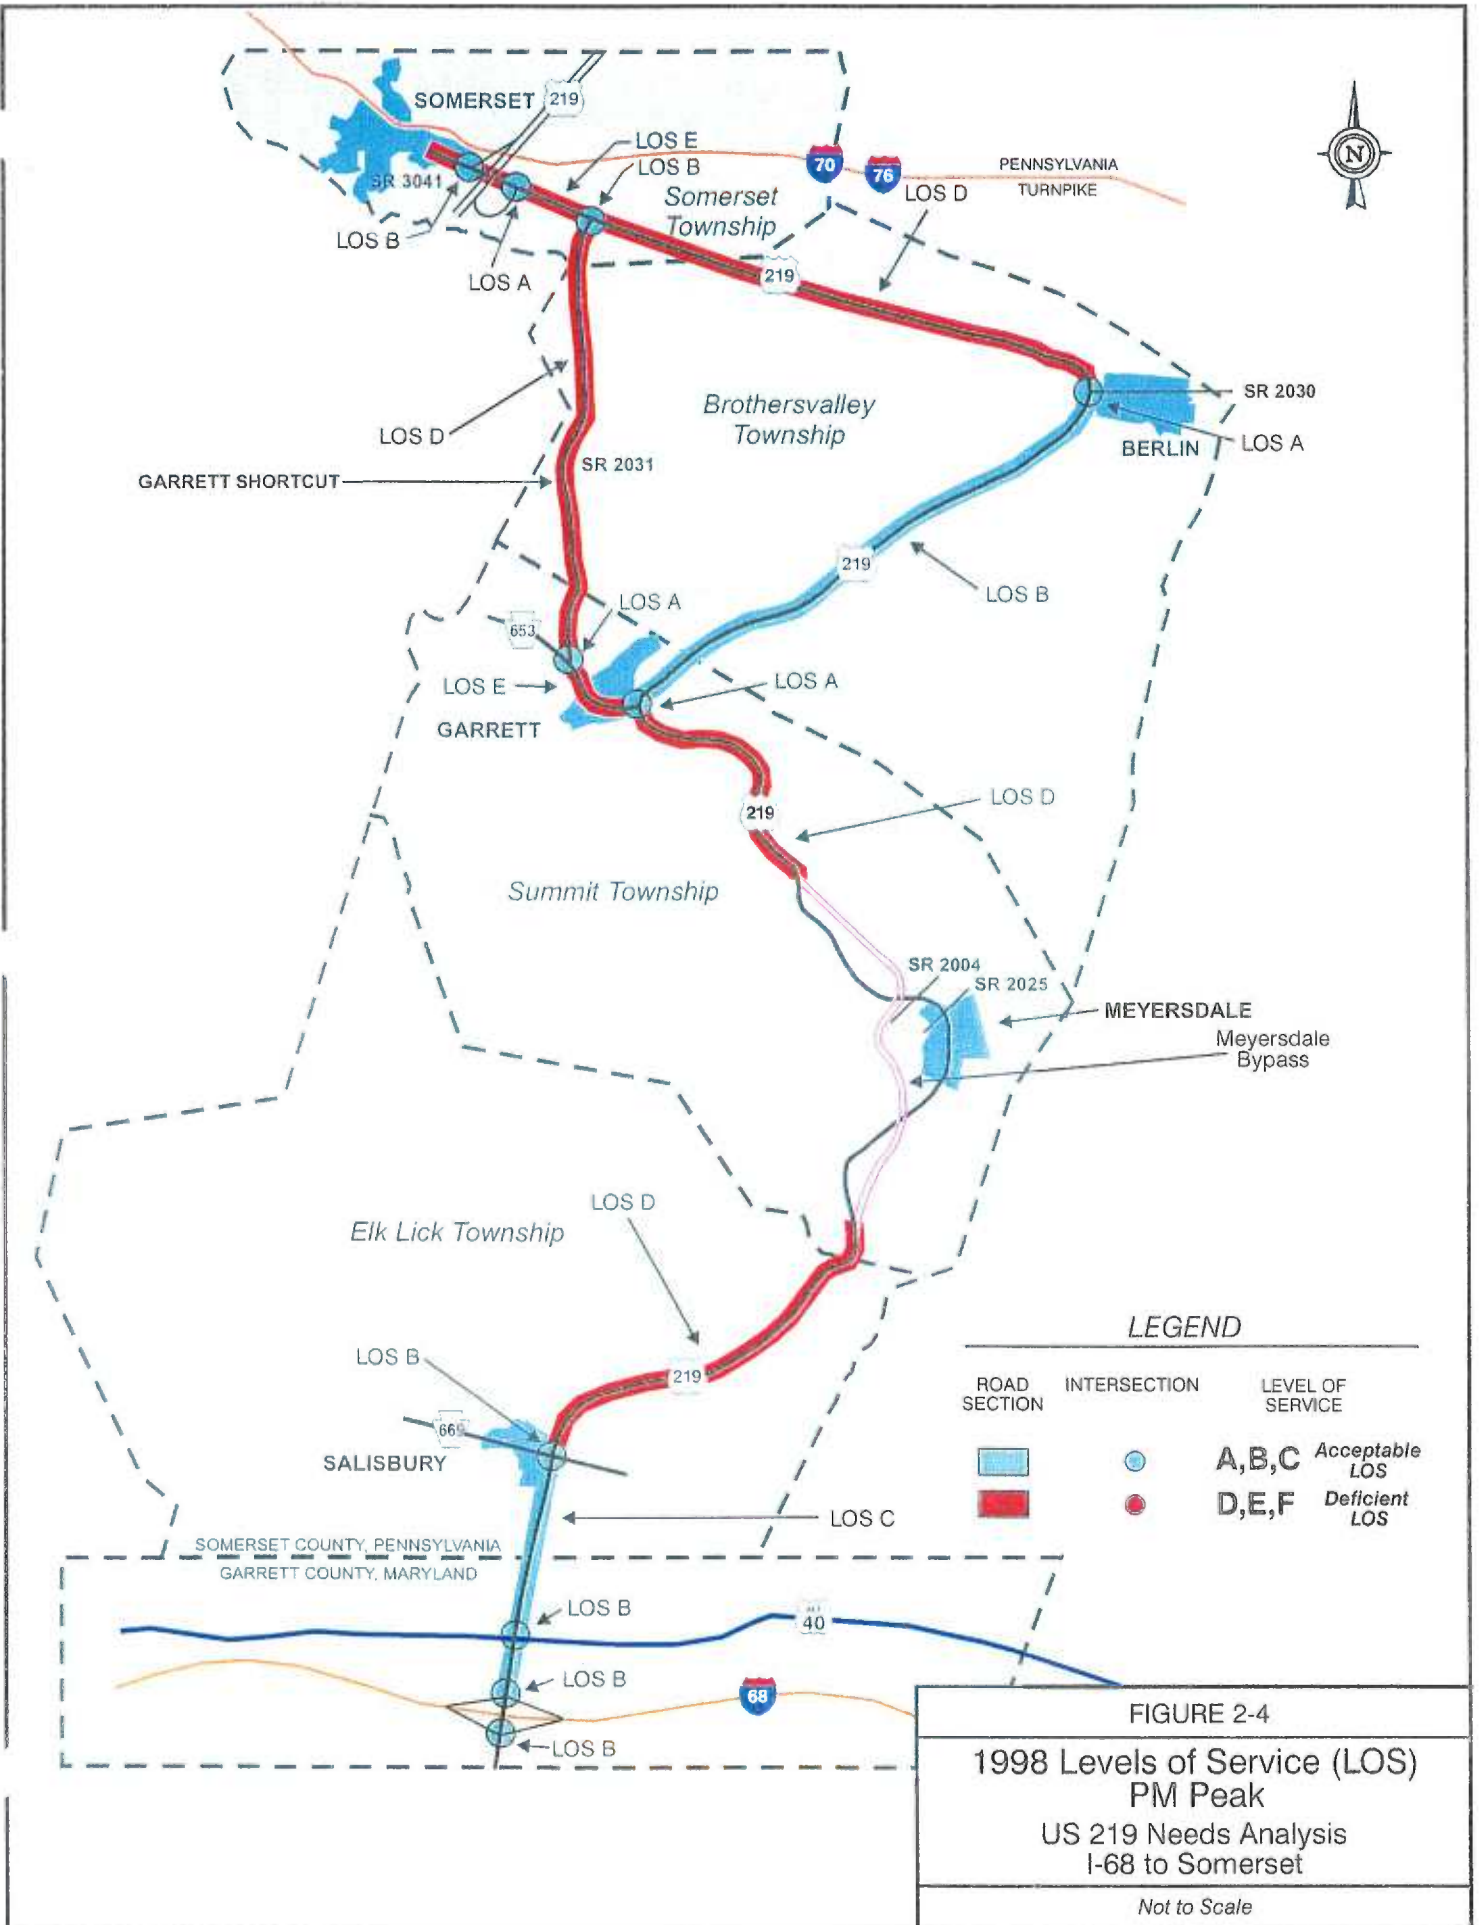 SOMERSET
219
LOS E
LOS B
70
76
PENNSYLVANIA
TURNPIKE
N
SR 3041
Somerset
Township
LOS D
LOS B
LOS A
219
LOS D
Brothersvalley
Township
SR 2030
LOS A
BERLIN
GARRETT SHORTCUT
SR 2031
219
LOS B
LOS A
653
LOS E
LOS A
GARRETT
219
LOS D
Summit Township
SR 2004
SR 2025
MEYERSDALE
Meyersdale
Bypass
LOS D
Elk Lick Township
LOS B
219
669
SALISBURY
LOS C
SOMERSET COUNTY, PENNSYLVANIA
GARRETT COUNTY, MARYLAND
LOS B
ALT
40
LOS B
68
LOS B
LEGEND
ROAD
SECTION
INTERSECTION
LEVEL OF
SERVICE
A,B,C
Acceptable
LOS
D,E,F
Deficient
LOS
FIGURE 2-4
1998 Levels of Service (LOS)
PM Peak
US 219 Needs Analysis
I-68 to Somerset
Not to Scale